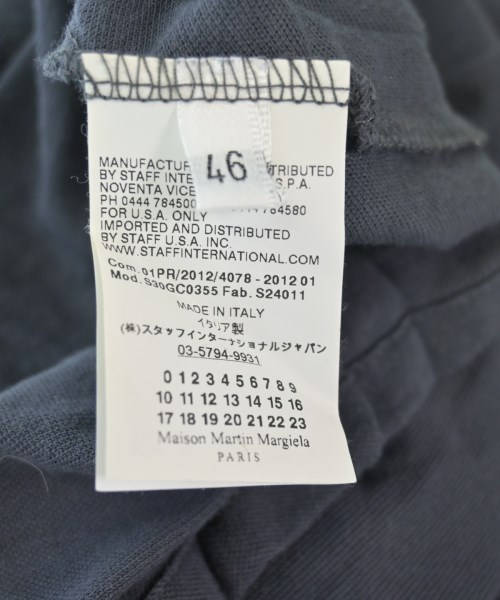 46
MANUFACTUR TRIBUTED
BY STAFF INTE S.P.A.
NOVENTA VICE
PH 0444 784500 784580
FOR U.S.A. ONLY
IMPORTED AND DISTRIBUTED
BY STAFF U.S.A. INC.
WWW.STAFFINTERNATIONAL.COM
Com. 01PR/2012/4078 - 2012 01
Mod. S30GC0355 Fab. S24011
MADE IN ITALY
イタリア製
(株)スタッフインターナショナルジャパン
03-5794-9931
0 1 2 3 4 5 6 7 8 9
10 11 12 13 14 15 16
17 18 19 20 21 22 23
Maison Martin Margiela
PARIS